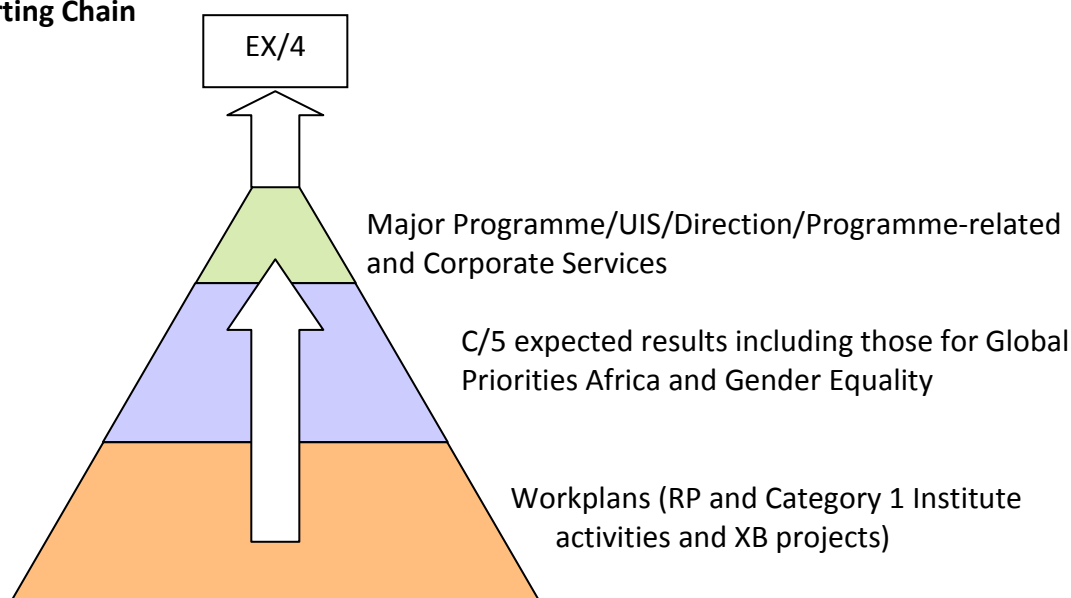 rting Chain
EX/4
Major Programme/UIS/Direction/Programme-related
and Corporate Services
C/5 expected results including those for Global
Priorities Africa and Gender Equality
Workplans (RP and Category 1 Institute
activities and XB projects)